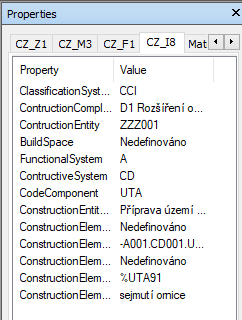 Properties
CZ_Z1 CZ_M3 CZ_F1 CZ_I8 Mat
Property Value
ClassificationSyst... CCI
ContructionCompl... D1 Rozšíření o...
ContructionEntity ZZZ001
BuildSpace Nedefinováno
FunctionalSystem A
ContructiveSystem CD
CodeComponent UTA
ConstructionEntit... Příprava území ...
ConstructionElem... Nedefinováno
ConstructionElem... -A001.CD001.U...
ConstructionElem... Nedefinováno
ConstructionElem... %UTA91
ConstructionElem... sejmutí ornice